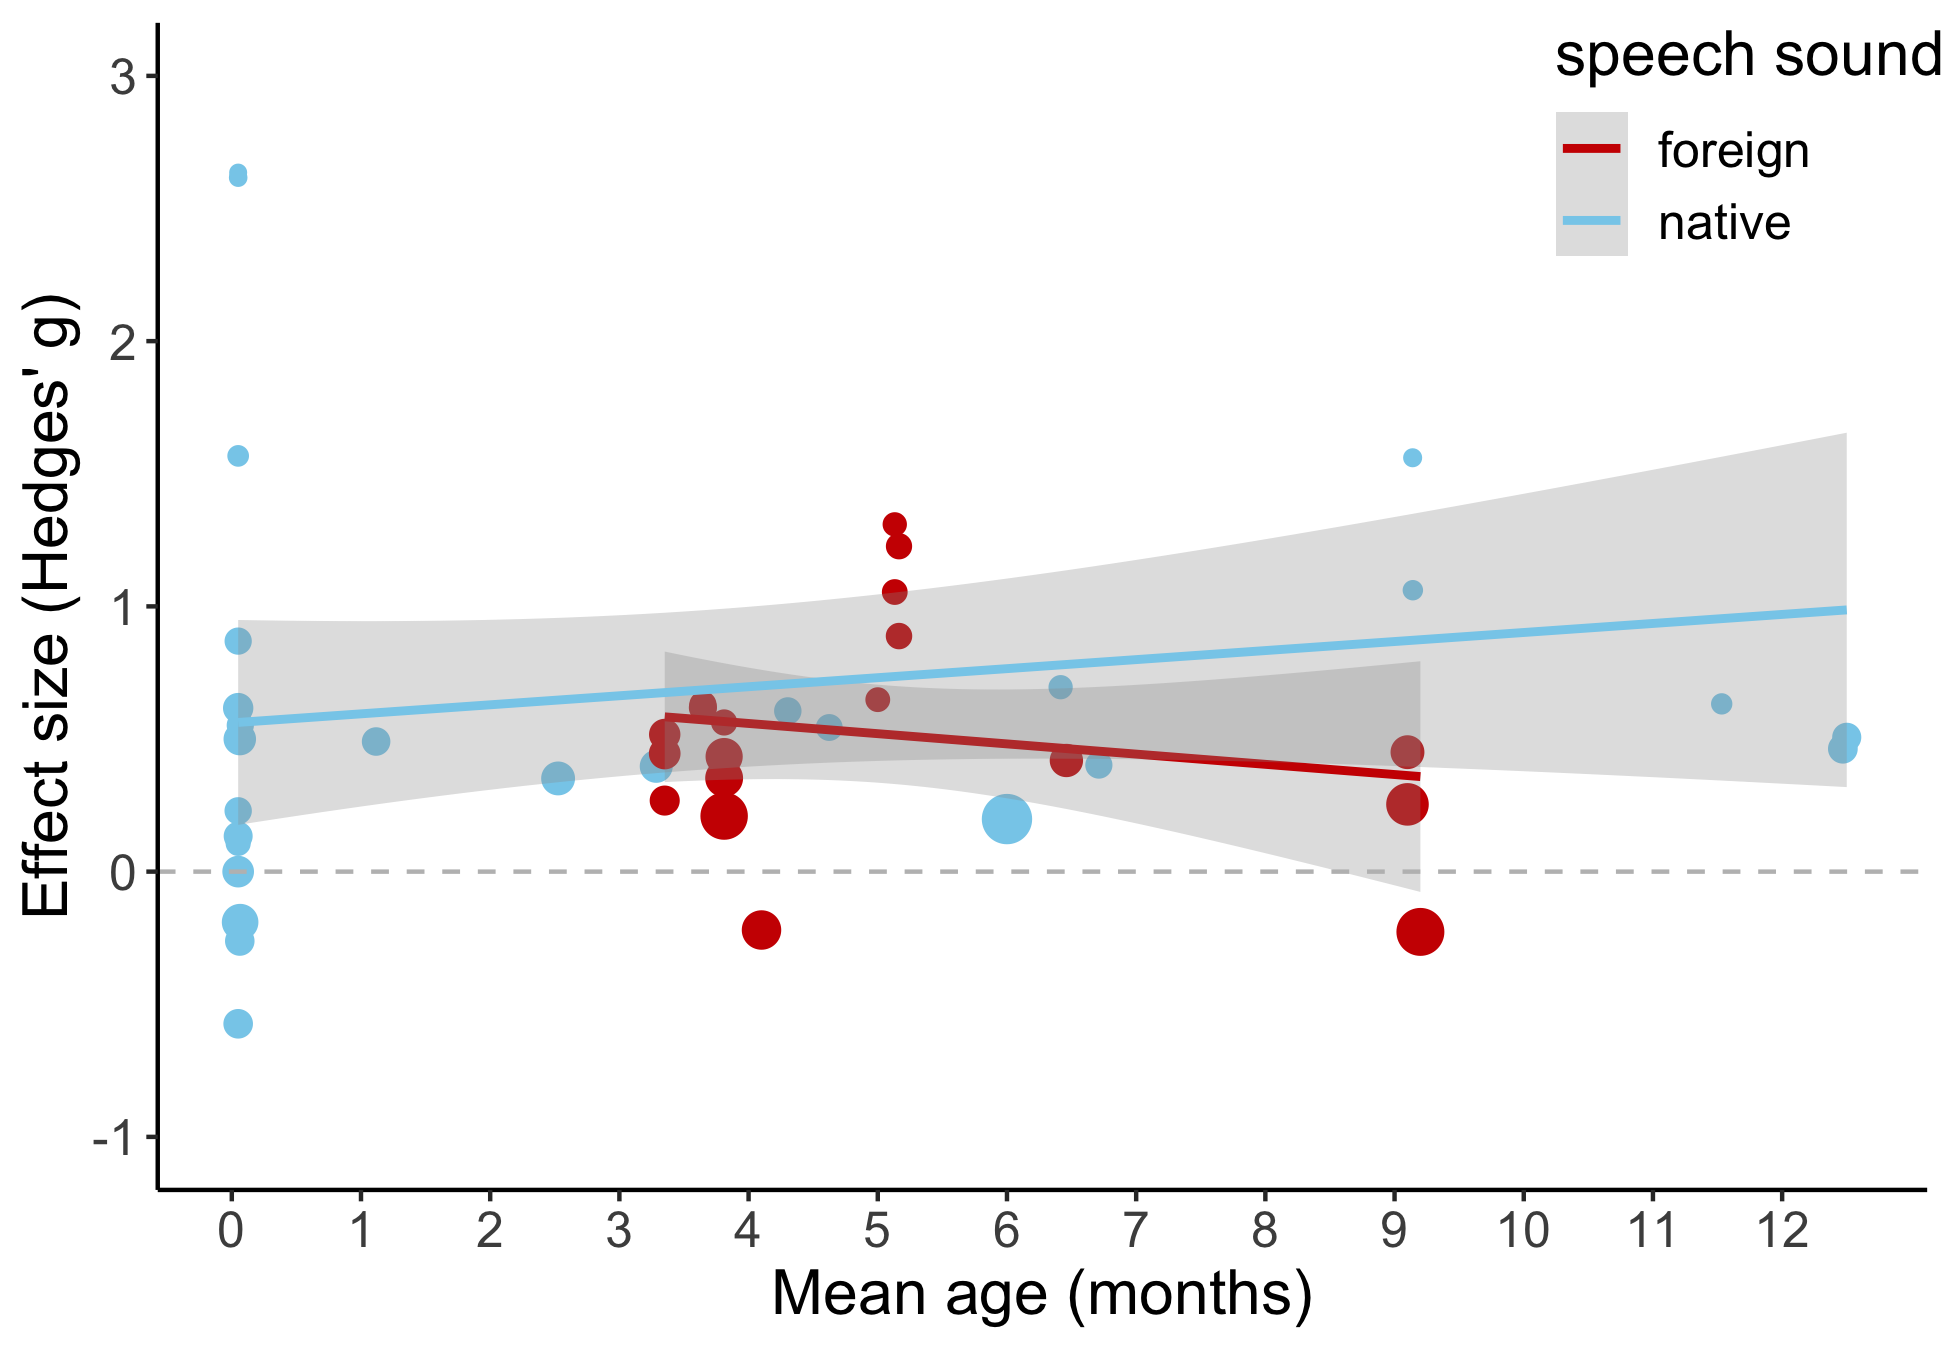 speech sound
foreign
native
Effect size (Hedges' g)
3
2
1
0
-1
0 1 2 3 4 5 6 7 8 9 10 11 12
Mean age (months)